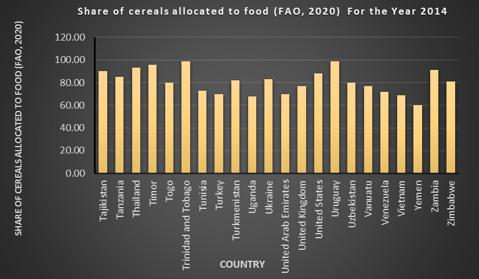 Share of cereals allocated to food (FAO, 2020) For the Year 2014
SHARE OF CEREALS ALLOCATED TO FOOD (FAO, 2020)
120.00
100.00
80.00
60.00
40.00
20.00
0.00
Tajikistan
Tanzania
Thailand
Timor
Togo
Trinidad and Tobago
Tunisia
Turkey
Turkmenistan
Uganda
Ukraine
United Arab Emirates
United Kingdom
United States
Uruguay
Uzbekistan
Vanuatu
Venezuela
Vietnam
Yemen
Zambia
Zimbabwe
COUNTRY